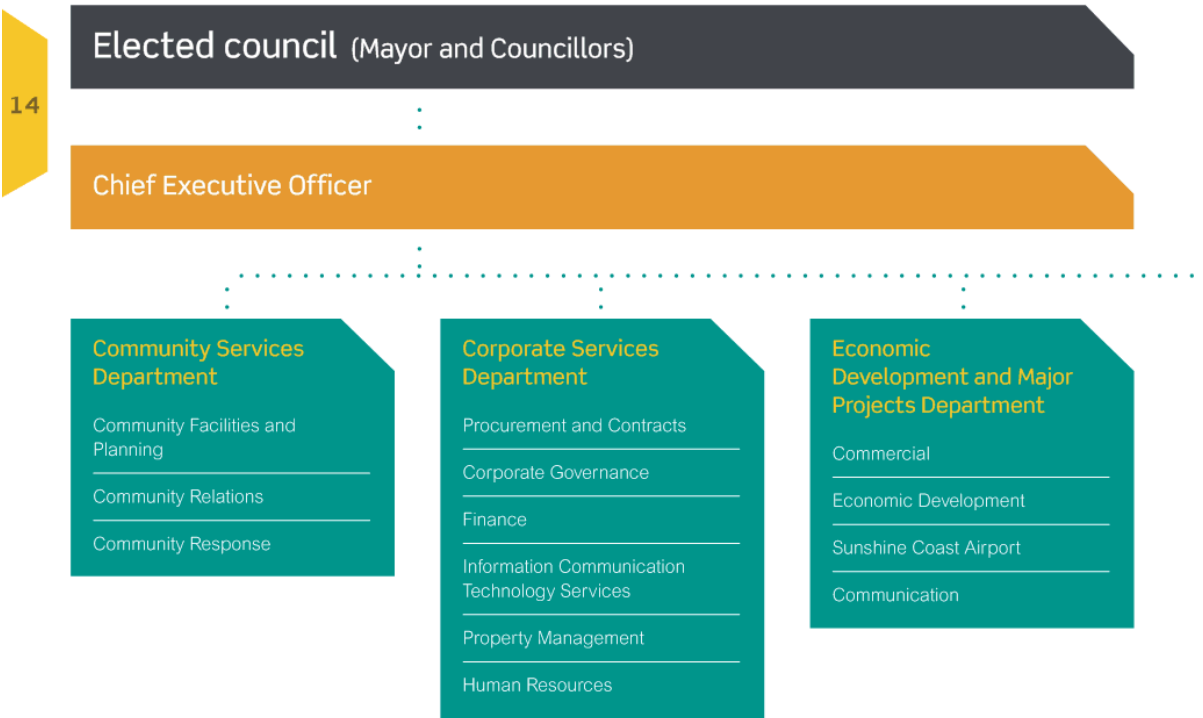 Elected council (Mayor and Councillors)
14
Chief Executive Officer
Community Services
Department
Community Facilities and
Planning
Community Relations
Community Response
Corporate Services
Department
Procurement and Contracts
Corporate Governance
Finance
Information Communication
Technology Services
Property Management
Human Resources
Economic
Development and Major
Projects Department
Commercial
Economic Development
Sunshine Coast Airport
Communication